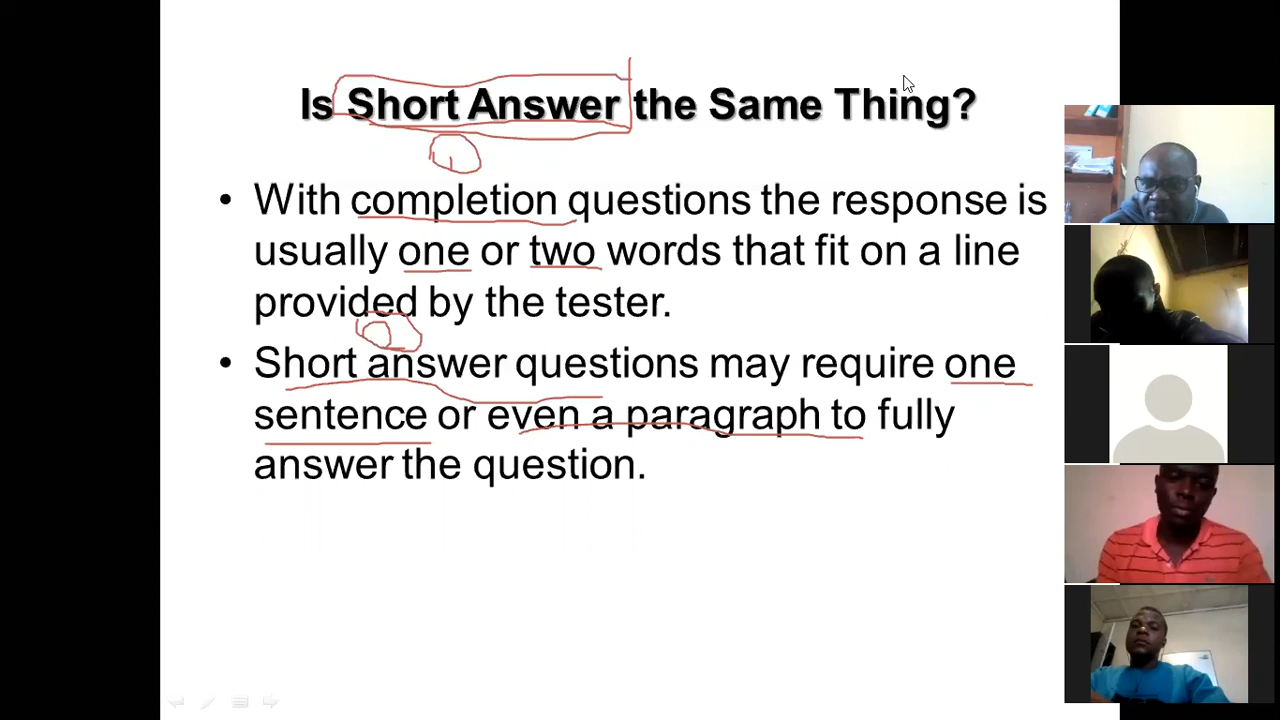 Is Short Answer the Same Thing?
• With completion questions the response is
usually one or two words that fit on a line
provided by the tester.
• Short answer questions may require one
sentence or even a paragraph to fully
answer the question.